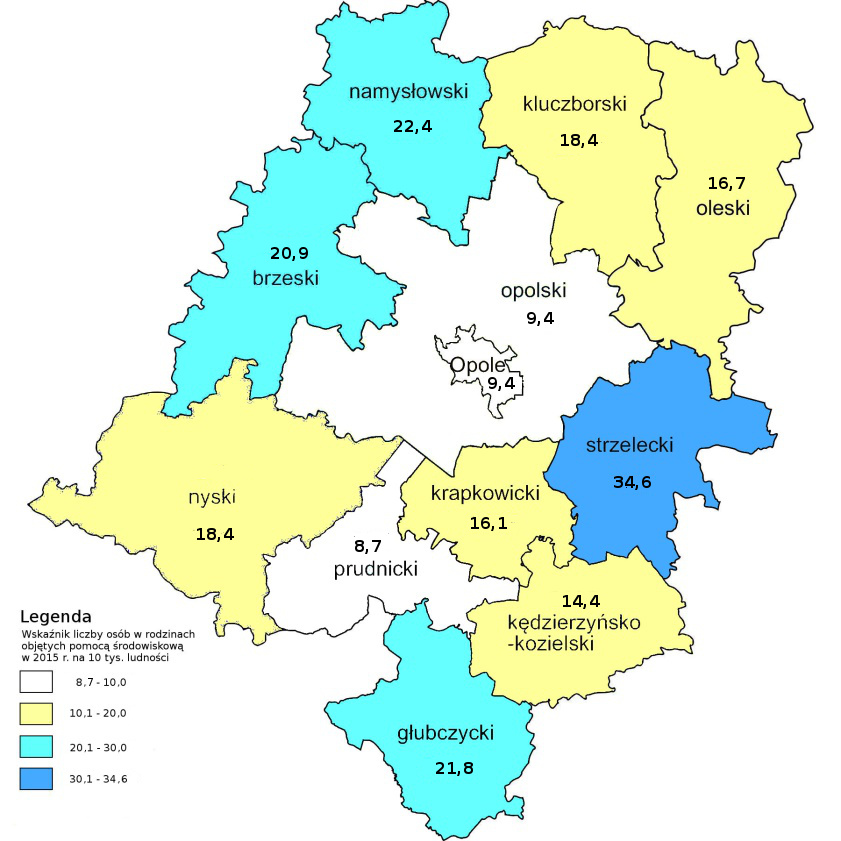 namysłowski
22,4
kluczborski
18,4
16,7
oleski
20,9
brzeski
opolski
9,4
Opole
9,4
strzelecki
34,6
nyski
18,4
krapkowicki
16,1
8,7
prudnicki
14,4
kędzierzyńsko
-kozielski
głubczycki
21,8
Legenda
Wskaźnik liczby osób w rodzinach
objętych pomocą środowiskową
w 2015 r. na 10 tys. ludności
8,7 - 10,0
10,1 - 20,0
20,1 - 30,0
30,1 - 34,6